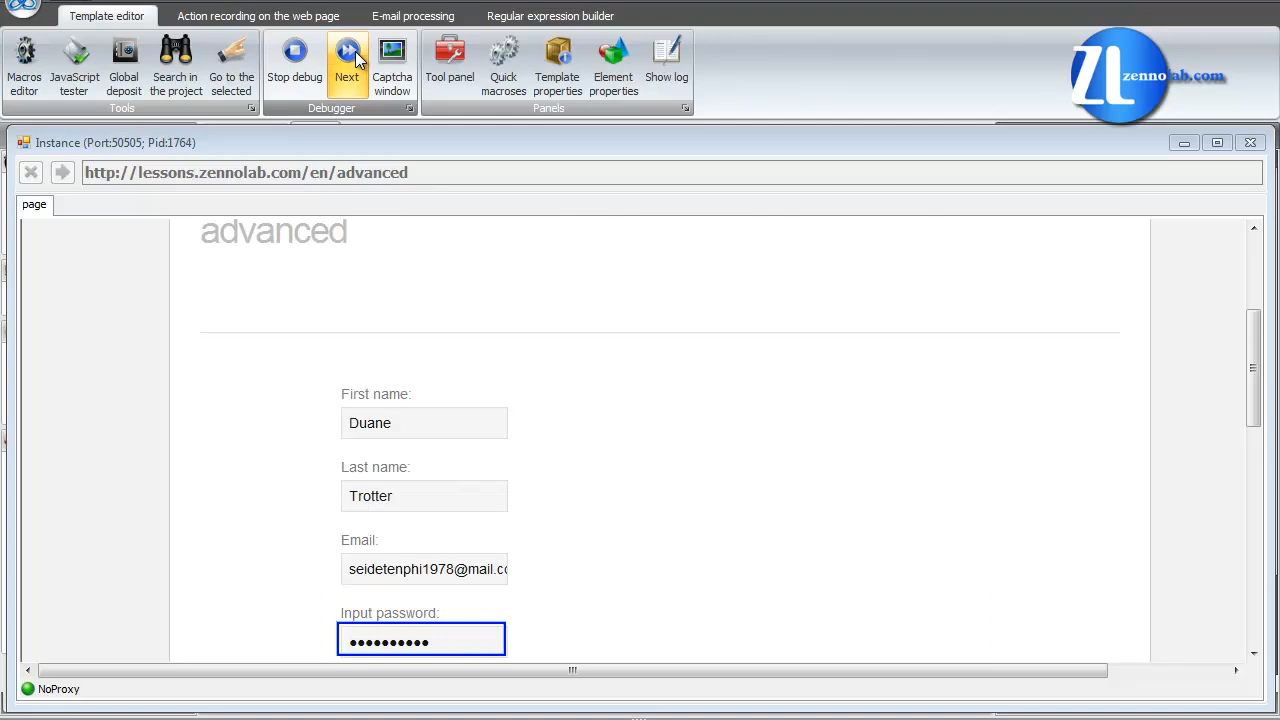 Template editor Action recording on the web page E-mail processing Regular expression builder
Macros editor JavaScript tester Global deposit Search in the project Go to the selected Stop debug Next Captcha window Tool panel Quick macroses Template properties Element properties Show log
Tools Debugger Panels
ZL zennolab.com
Instance (Port:50505; Pid:1764)
http://lessons.zennolab.com/en/advanced
page
advanced
First name:
Duane
Last name:
Trotter
Email:
seidetenphi1978@mail.co
Input password:
●●●●●●●●●●
NoProxy